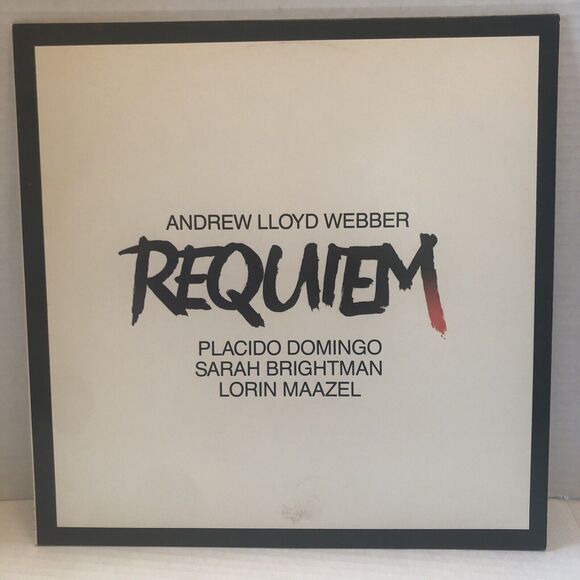 ANDREW LLOYD WEBBER
REQUIEM
PLACIDO DOMINGO
SARAH BRIGHTMAN
LORIN MAAZEL